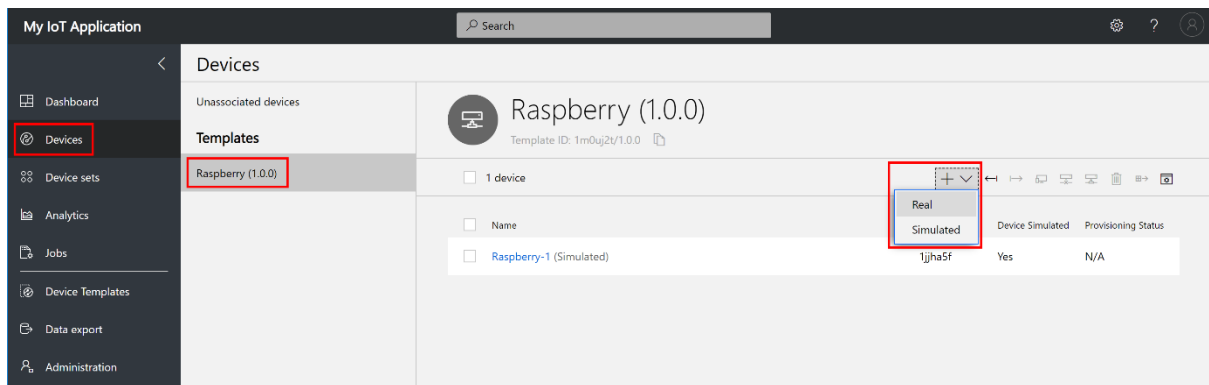 My IoT Application
Search
?
Devices
Dashboard
Devices
Device sets
Analytics
Jobs
Device Templates
Data export
Administration
Unassociated devices
Templates
Raspberry (1.0.0)
Raspberry (1.0.0)
Template ID: 1m0uj2t/1.0.0
1 device
Real
Simulated
Name
Device Simulated
Provisioning Status
Raspberry-1 (Simulated)
1jjha5f
Yes
N/A